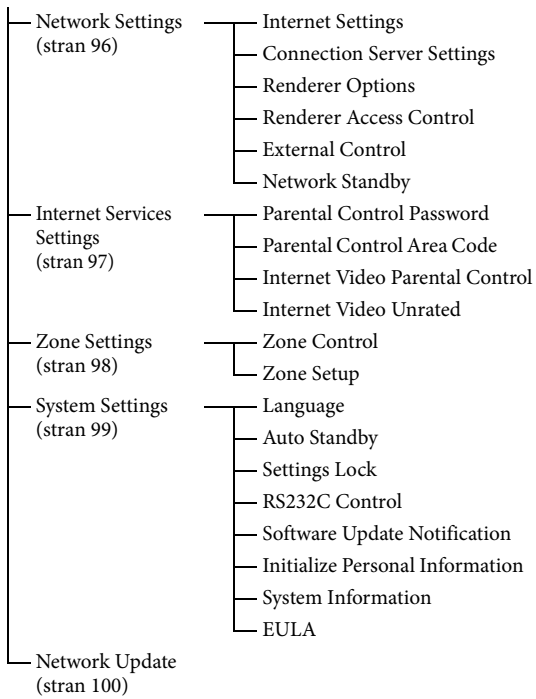 Network Settings
(stran 96)
Internet Settings
Connection Server Settings
Renderer Options
Renderer Access Control
External Control
Network Standby
Internet Services
Settings
(stran 97)
Parental Control Password
Parental Control Area Code
Internet Video Parental Control
Internet Video Unrated
Zone Settings
(stran 98)
Zone Control
Zone Setup
System Settings
(stran 99)
Language
Auto Standby
Settings Lock
RS232C Control
Software Update Notification
Initialize Personal Information
System Information
EULA
Network Update
(stran 100)